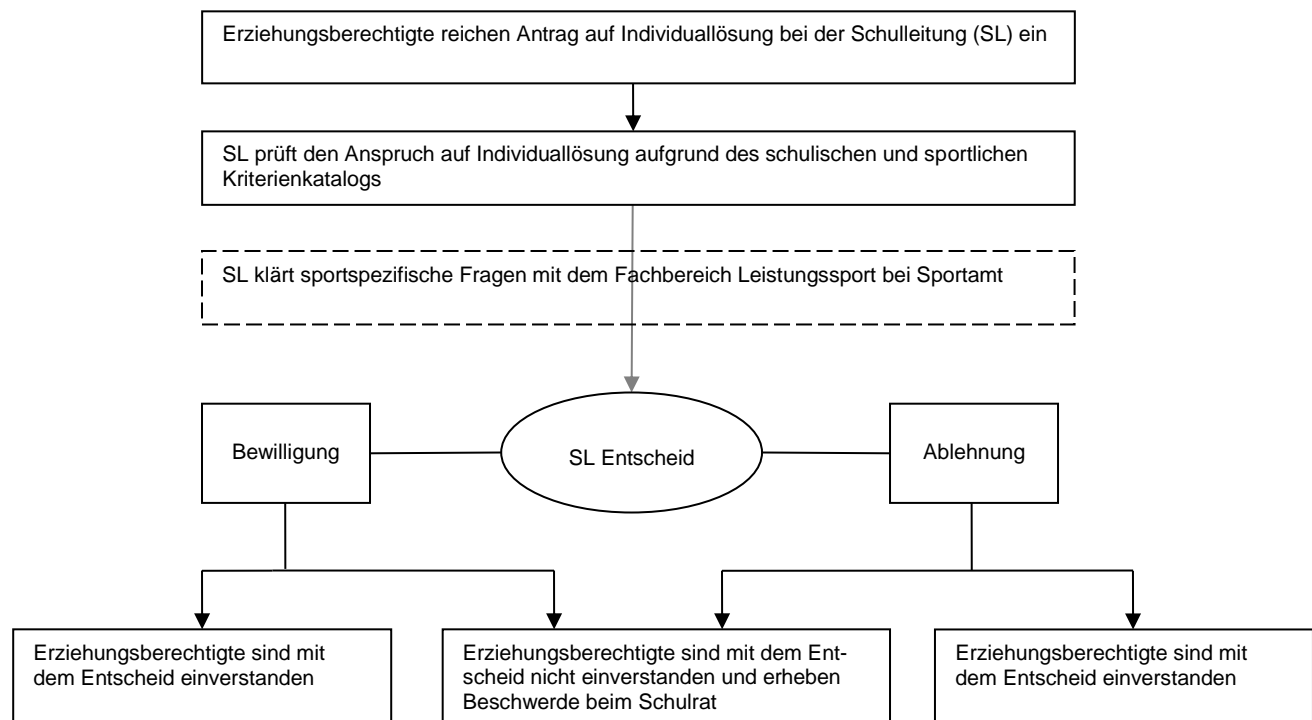 Erziehungsberechtigte reichen Antrag auf Individuallösung bei der Schulleitung (SL) ein
SL prüft den Anspruch auf Individuallösung aufgrund des schulischen und sportlichen
Kriterienkatalogs
SL klärt sportspezifische Fragen mit dem Fachbereich Leistungssport bei Sportamt
Bewilligung
SL Entscheid
Ablehnung
Erziehungsberechtigte sind mit
dem Entscheid einverstanden
Erziehungsberechtigte sind mit dem Ent-
scheid nicht einverstanden und erheben
Beschwerde beim Schulrat
Erziehungsberechtigte sind mit
dem Entscheid einverstanden